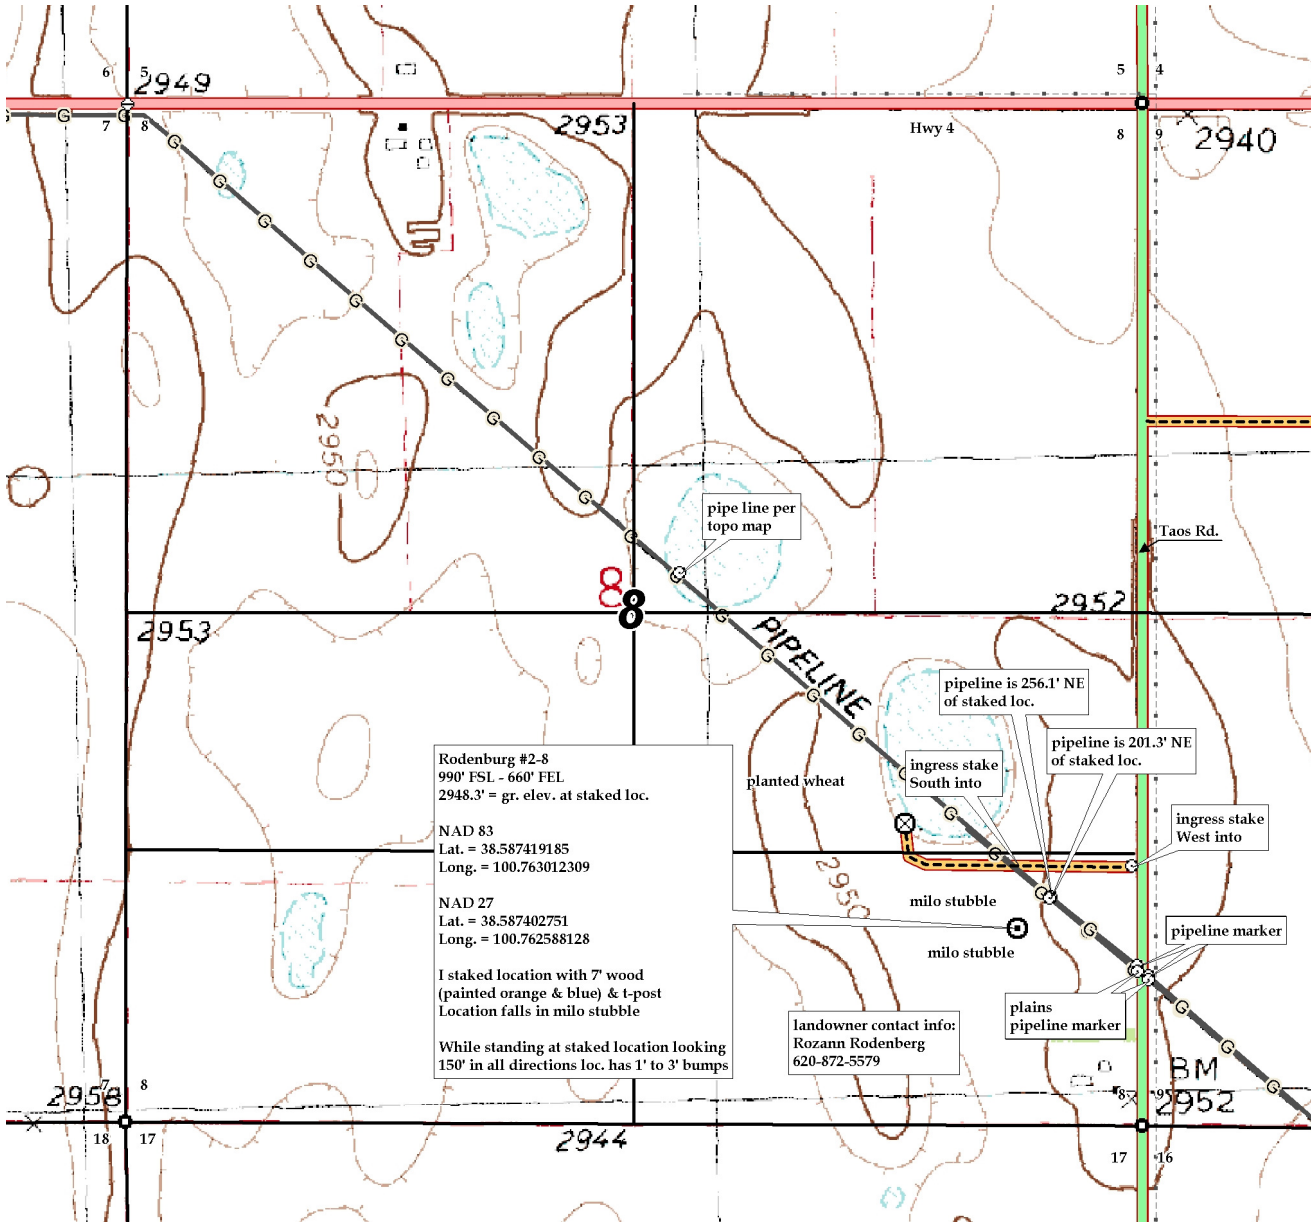 6
5
2949
5
4
7
8
2953
Hwy 4
8
9
2940
2950
pipe line per
topo map
Taos Rd.
8
8
2953
2952
PIPELINE
pipeline is 256.1' NE
of staked loc.
pipeline is 201.3' NE
of staked loc.
ingress stake
South into
planted wheat
ingress stake
West into
Rodenburg #2-8
990' FSL - 660' FEL
2948.3' = gr. elev. at staked loc.
NAD 83
Lat. = 38.587419185
Long. = 100.763012309
NAD 27
Lat. = 38.587402751
Long. = 100.762588128
I staked location with 7' wood
(painted orange & blue) & t-post
Location falls in milo stubble
While standing at staked location looking
150' in all directions loc. has 1' to 3' bumps
2950
milo stubble
milo stubble
pipeline marker
plains
pipeline marker
landowner contact info:
Rozann Rodenberg
620-872-5579
7
8
2958
BM
8
9
2952
18
17
2944
17
16
G G G G G G G G G G G G G G G G G G G G G G G G G G G G